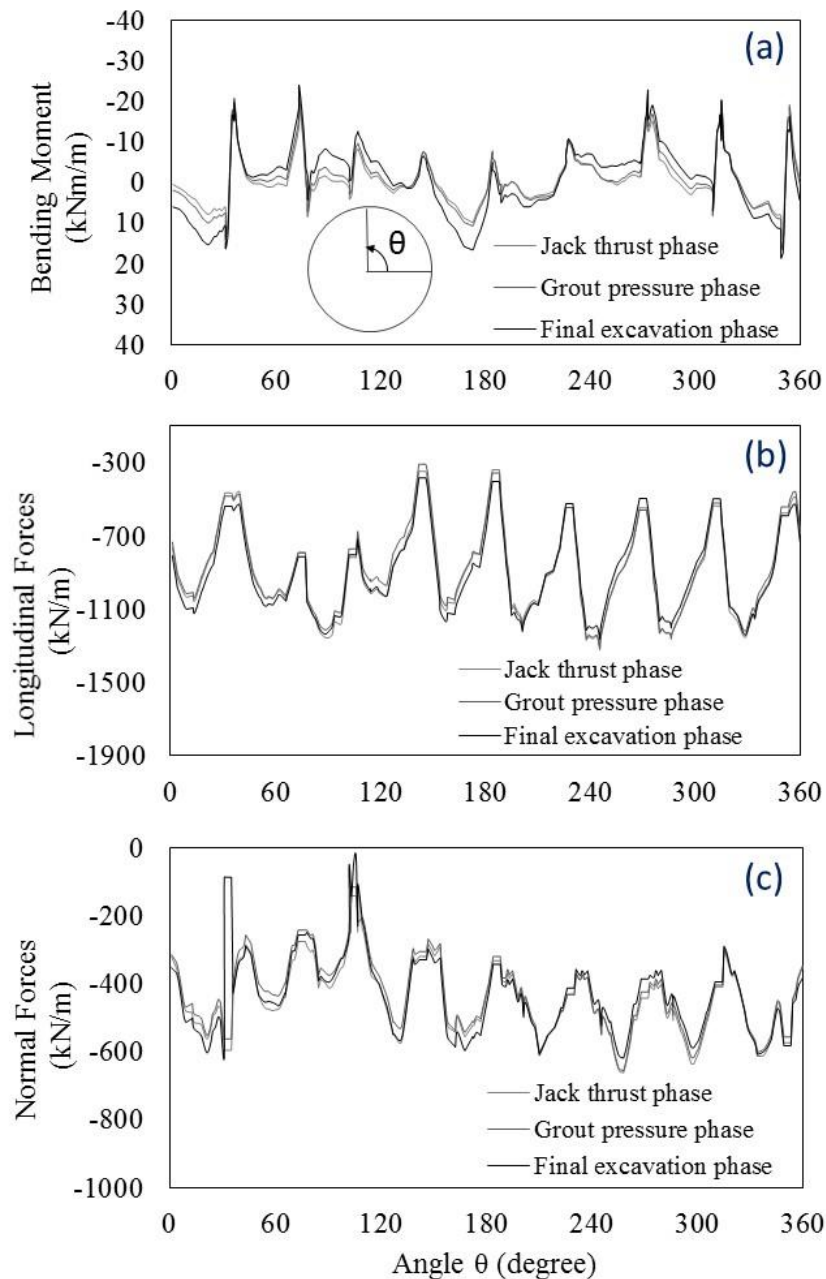 (a)
Bending Moment
(kNm/m)
-40
-30
-20
-10
0
10
20
30
40
θ
Jack thrust phase
Grout pressure phase
Final excavation phase
0 60 120 180 240 300 360
(b)
Longitudinal Forces
(kN/m)
-300
-700
-1100
-1500
-1900
Jack thrust phase
Grout pressure phase
Final excavation phase
0 60 120 180 240 300 360
(c)
Normal Forces
(kN/m)
0
-200
-400
-600
-800
-1000
Jack thrust phase
Grout pressure phase
Final excavation phase
0 60 120 180 240 300 360
Angle θ (degree)